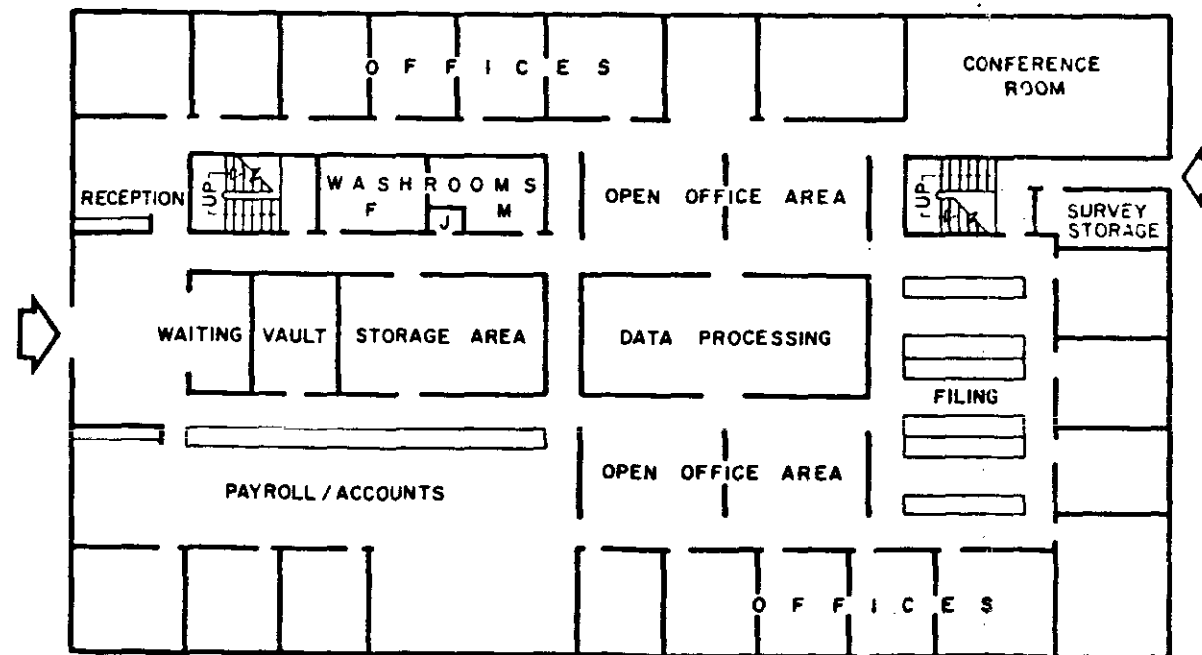 OFFICES
CONFERENCE
ROOM
UP
WASHROOMS
F
M
J
RECEPTION
OPEN OFFICE AREA
UP
SURVEY
STORAGE
WAITING
VAULT
STORAGE AREA
DATA PROCESSING
FILING
OPEN OFFICE AREA
PAYROLL / ACCOUNTS
OFFICES